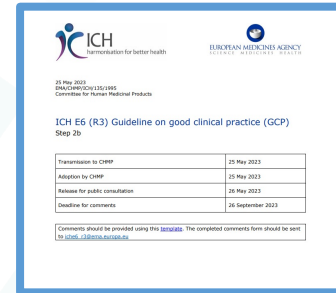 ICH
harmonisation for better health
EUROPEAN MEDICINES AGENCY
SCIENCE MEDICINES HEALTH
25 May 2023
EMA/CHMP/ICH/135/1995
Committee for Human Medicinal Products
ICH E6 (R3) Guideline on good clinical practice (GCP)
Step 2b
Transmission to CHMP 25 May 2023
Adoption by CHMP 25 May 2023
Release for public consultation 26 May 2023
Deadline for comments 26 September 2023
Comments should be provided using this template. The completed comments form should be sent
to iche6_r3@ema.europa.eu